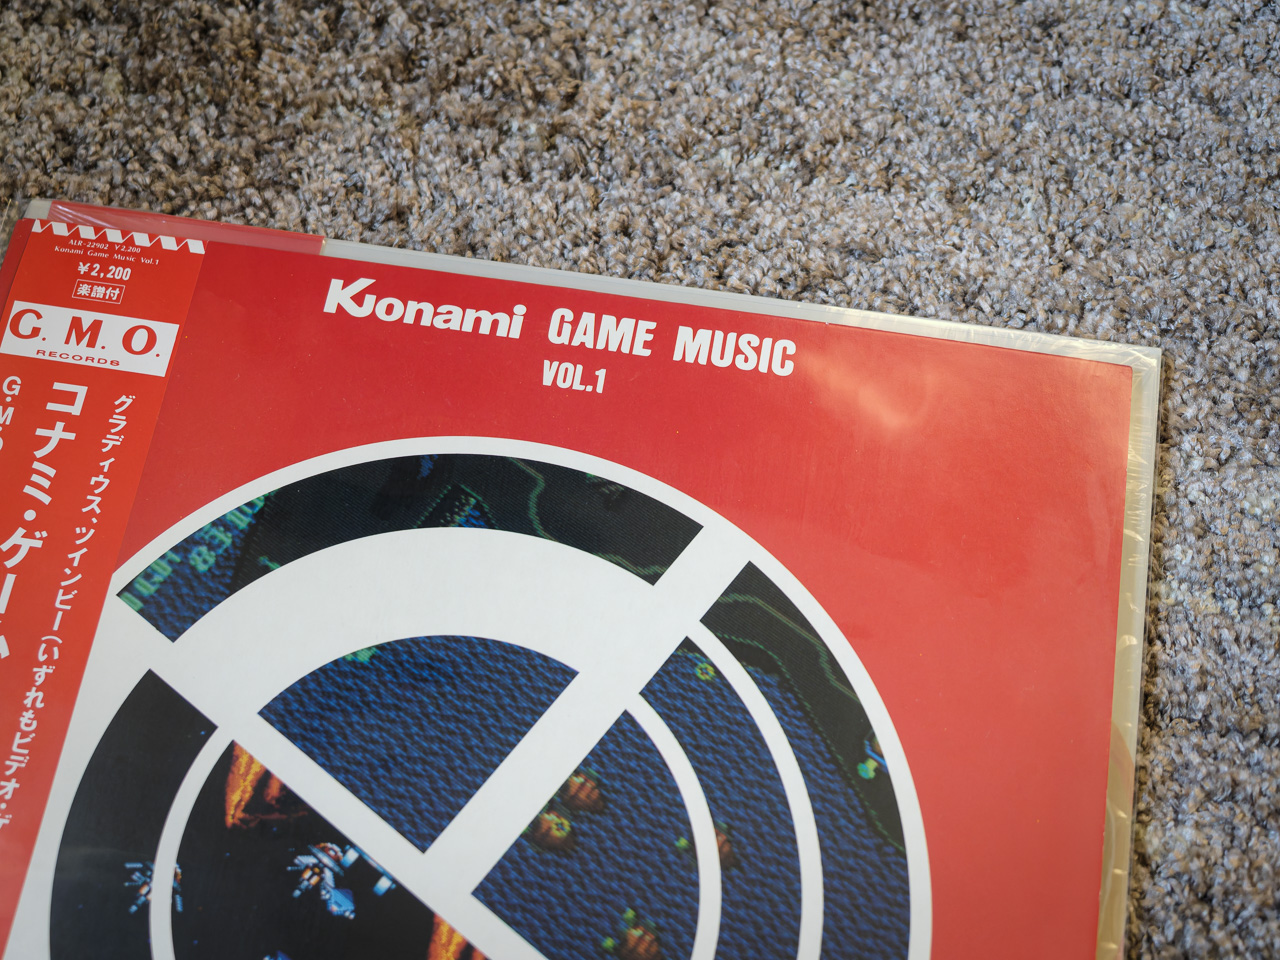 ALR-22902 ￥2,200
Konami Game Music Vol.1
￥2,200
楽譜付
G.M.O.
RECORDS
グラディウス、ツインビー(いずれもビデオ・ゲ
コナミ・ゲーム
G.M.O
Konami GAME MUSIC
VOL.1